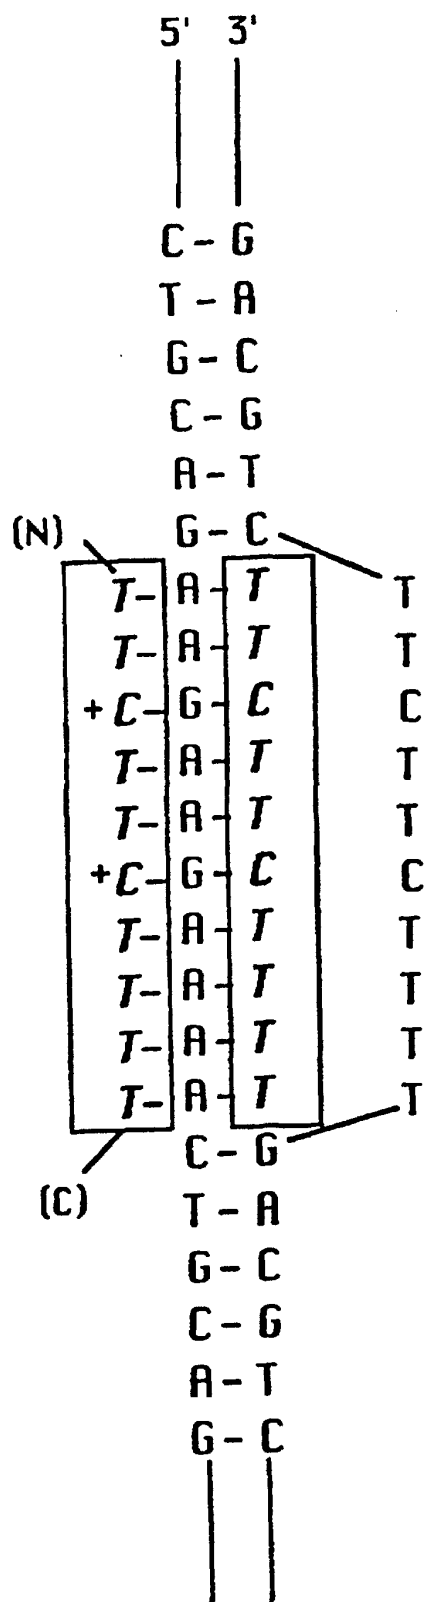 5' 3'
C - G
T - A
G - C
C - G
A - T
G - C
(N)
T - A - T T
T - A - T T
+ C - G - C C
T - A - T T
T - A - T T
+ C - G - C C
T - A - T T
T - A - T T
T - A - T T
T - A - T T
C - G
(C)
T - A
G - C
C - G
A - T
G - C